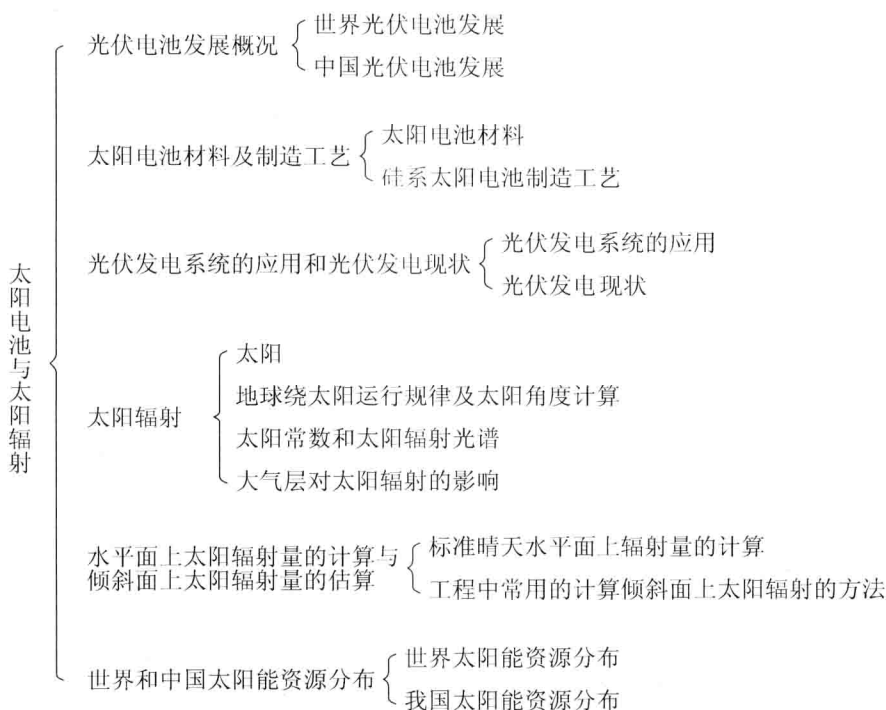 太阳电池与太阳辐射
光伏电池发展概况
世界光伏电池发展
中国光伏电池发展
太阳电池材料及制造工艺
太阳电池材料
硅系太阳电池制造工艺
光伏发电系统的应用和光伏发电现状
光伏发电系统的应用
光伏发电现状
太阳辐射
太阳
地球绕太阳运行规律及太阳角度计算
太阳常数和太阳辐射光谱
大气层对太阳辐射的影响
水平面上太阳辐射量的计算与
倾斜面上太阳辐射量的估算
标准晴天水平面上辐射量的计算
工程中常用的计算倾斜面上太阳辐射的方法
世界和中国太阳能资源分布
世界太阳能资源分布
我国太阳能资源分布